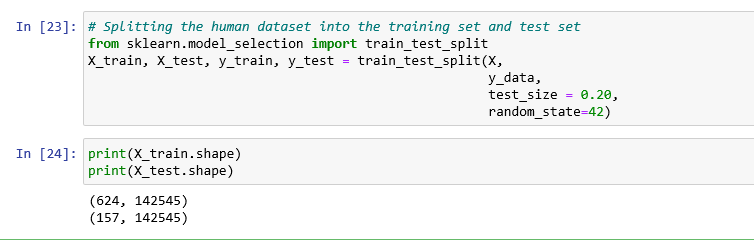 In [23]: # Splitting the human dataset into the training set and test set
from sklearn.model_selection import train_test_split
X_train, X_test, y_train, y_test = train_test_split(X,
y_data,
test_size = 0.20,
random_state=42)
In [24]: print(X_train.shape)
print(X_test.shape)
(624, 142545)
(157, 142545)